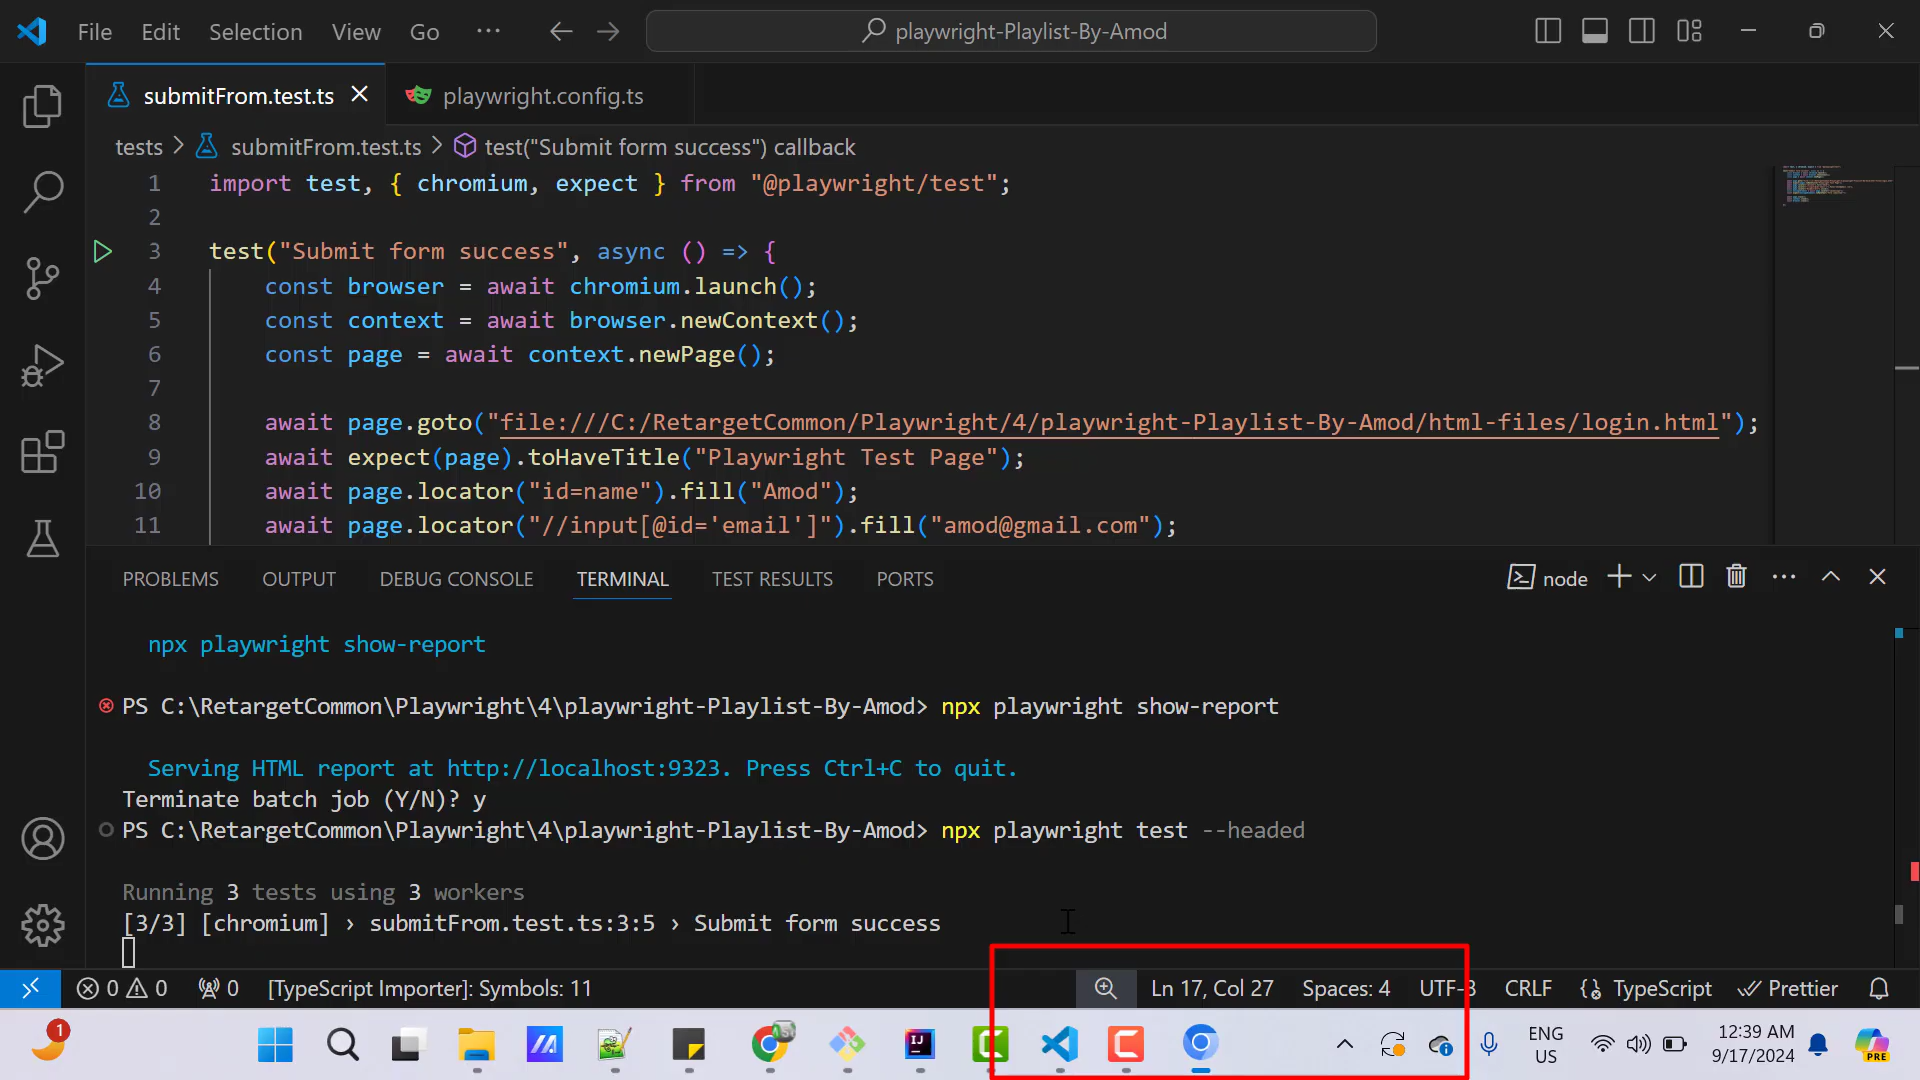 File Edit Selection View Go ··· playwright-Playlist-By-Amod
submitFrom.test.ts playwright.config.ts
tests > submitFrom.test.ts > test("Submit form success") callback
1 import test, { chromium, expect } from "@playwright/test";
2
3 test("Submit form success", async () => {
4 const browser = await chromium.launch();
5 const context = await browser.newContext();
6 const page = await context.newPage();
7
8 await page.goto("file:///C:/RetargetCommon/Playwright/4/playwright-Playlist-By-Amod/html-files/login.html");
9 await expect(page).toHaveTitle("Playwright Test Page");
10 await page.locator("id=name").fill("Amod");
11 await page.locator("//input[@id='email']").fill("amod@gmail.com");
PROBLEMS OUTPUT DEBUG CONSOLE TERMINAL TEST RESULTS PORTS node
npx playwright show-report
PS C:\RetargetCommon\Playwright\4\playwright-Playlist-By-Amod> npx playwright show-report
Serving HTML report at http://localhost:9323. Press Ctrl+C to quit.
Terminate batch job (Y/N)? y
PS C:\RetargetCommon\Playwright\4\playwright-Playlist-By-Amod> npx playwright test --headed
Running 3 tests using 3 workers
[3/3] [chromium] › submitFrom.test.ts:3:5 › Submit form success
0 0 0 [TypeScript Importer]: Symbols: 11 Ln 17, Col 27 Spaces: 4 UTF-8 CRLF TypeScript Prettier
1 ENG 12:39 AM
US 9/17/2024 PRE